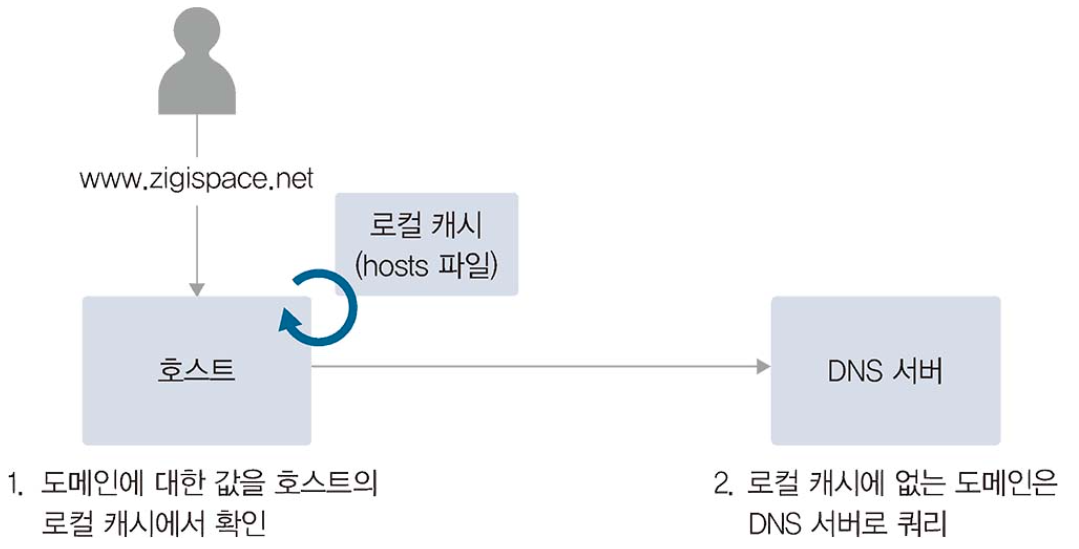 www.zigispace.net
로컬 캐시
(hosts 파일)
호스트
DNS 서버
1. 도메인에 대한 값을 호스트의
로컬 캐시에서 확인
2. 로컬 캐시에 없는 도메인은
DNS 서버로 쿼리